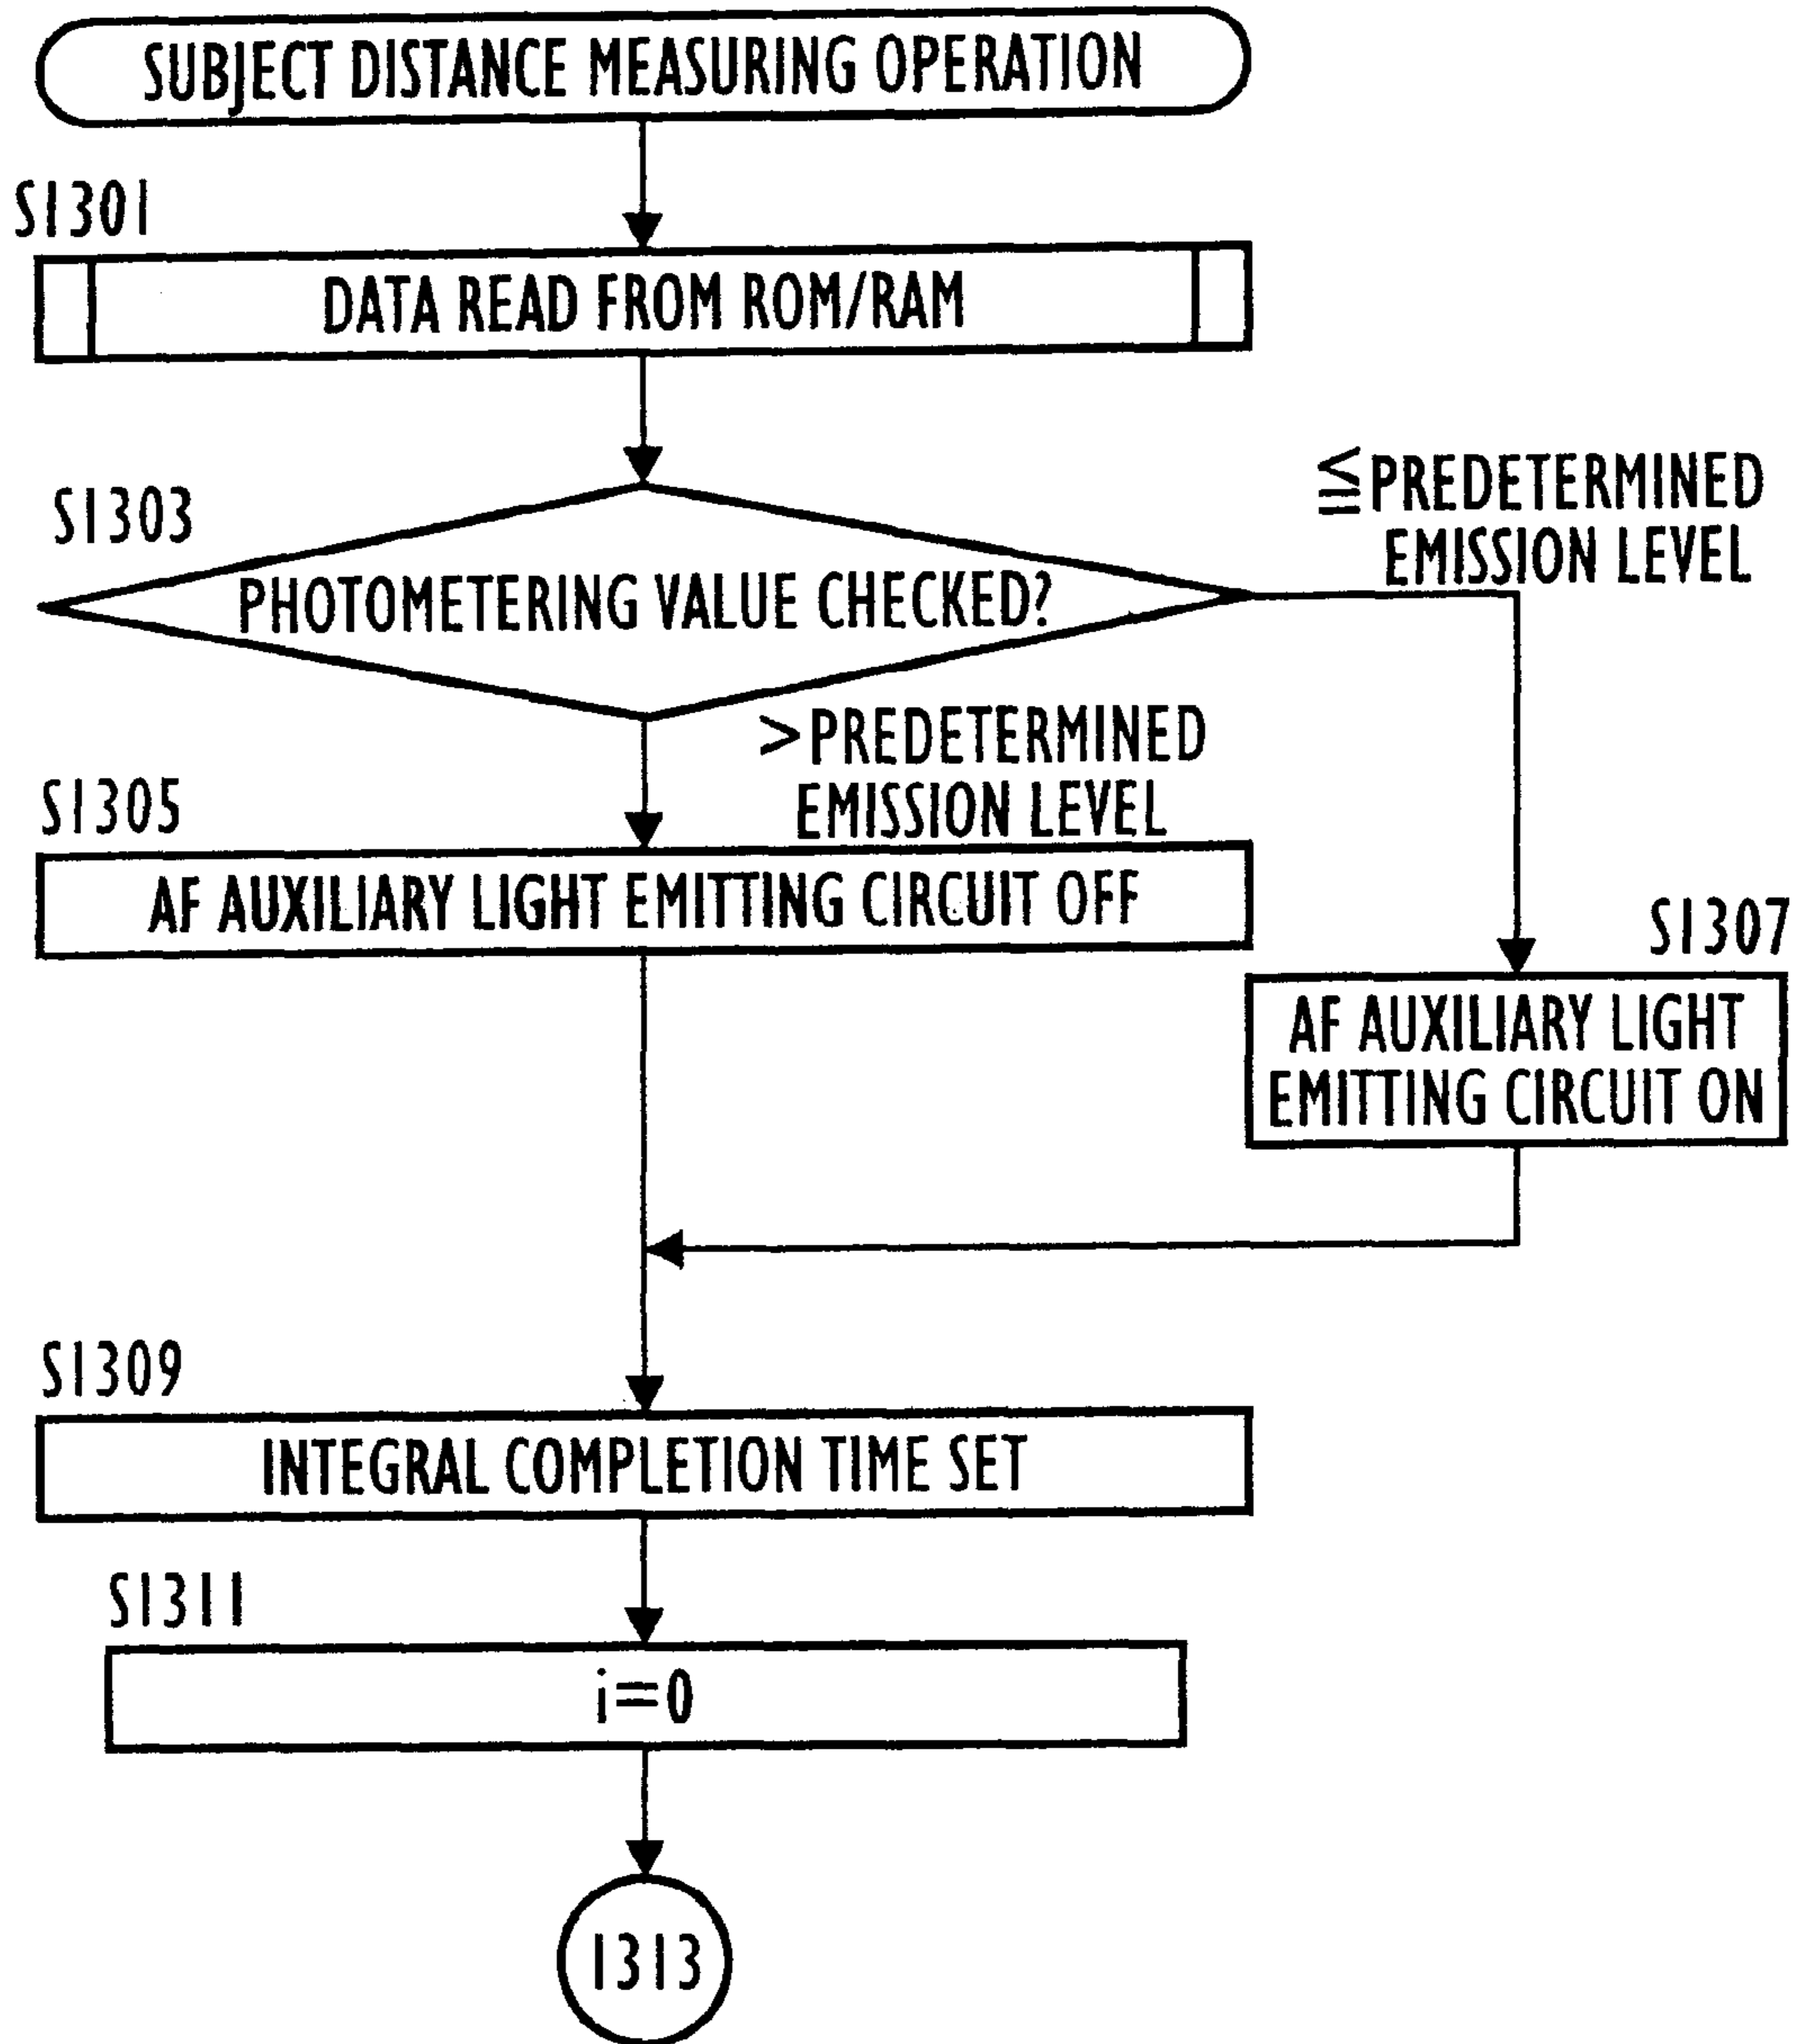 SUBJECT DISTANCE MEASURING OPERATION
S1301
DATA READ FROM ROM/RAM
S1303
PHOTOMETERING VALUE CHECKED?
≦PREDETERMINED
EMISSION LEVEL
>PREDETERMINED
EMISSION LEVEL
S1305
AF AUXILIARY LIGHT EMITTING CIRCUIT OFF
S1307
AF AUXILIARY LIGHT
EMITTING CIRCUIT ON
S1309
INTEGRAL COMPLETION TIME SET
S1311
i=0
1313